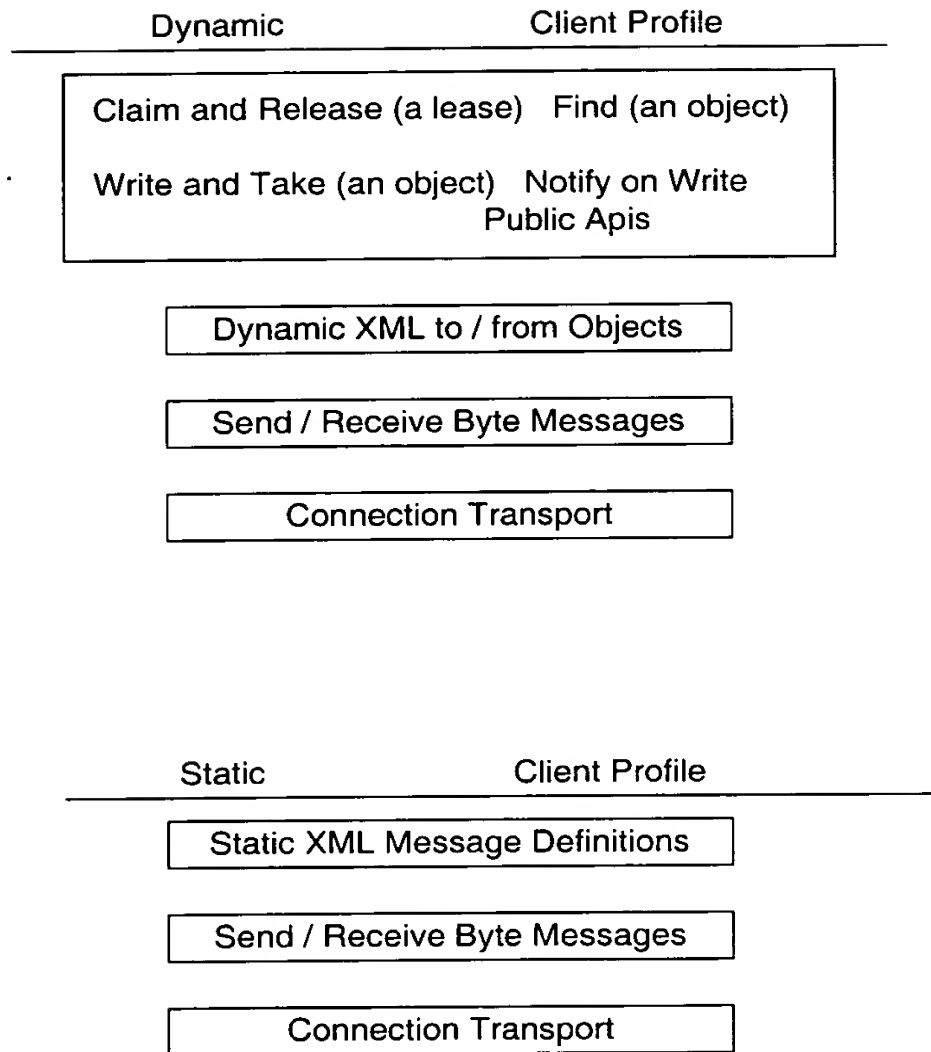 Dynamic Client Profile
Claim and Release (a lease) Find (an object)
Write and Take (an object) Notify on Write
Public Apis
Dynamic XML to / from Objects
Send / Receive Byte Messages
Connection Transport
Static Client Profile
Static XML Message Definitions
Send / Receive Byte Messages
Connection Transport